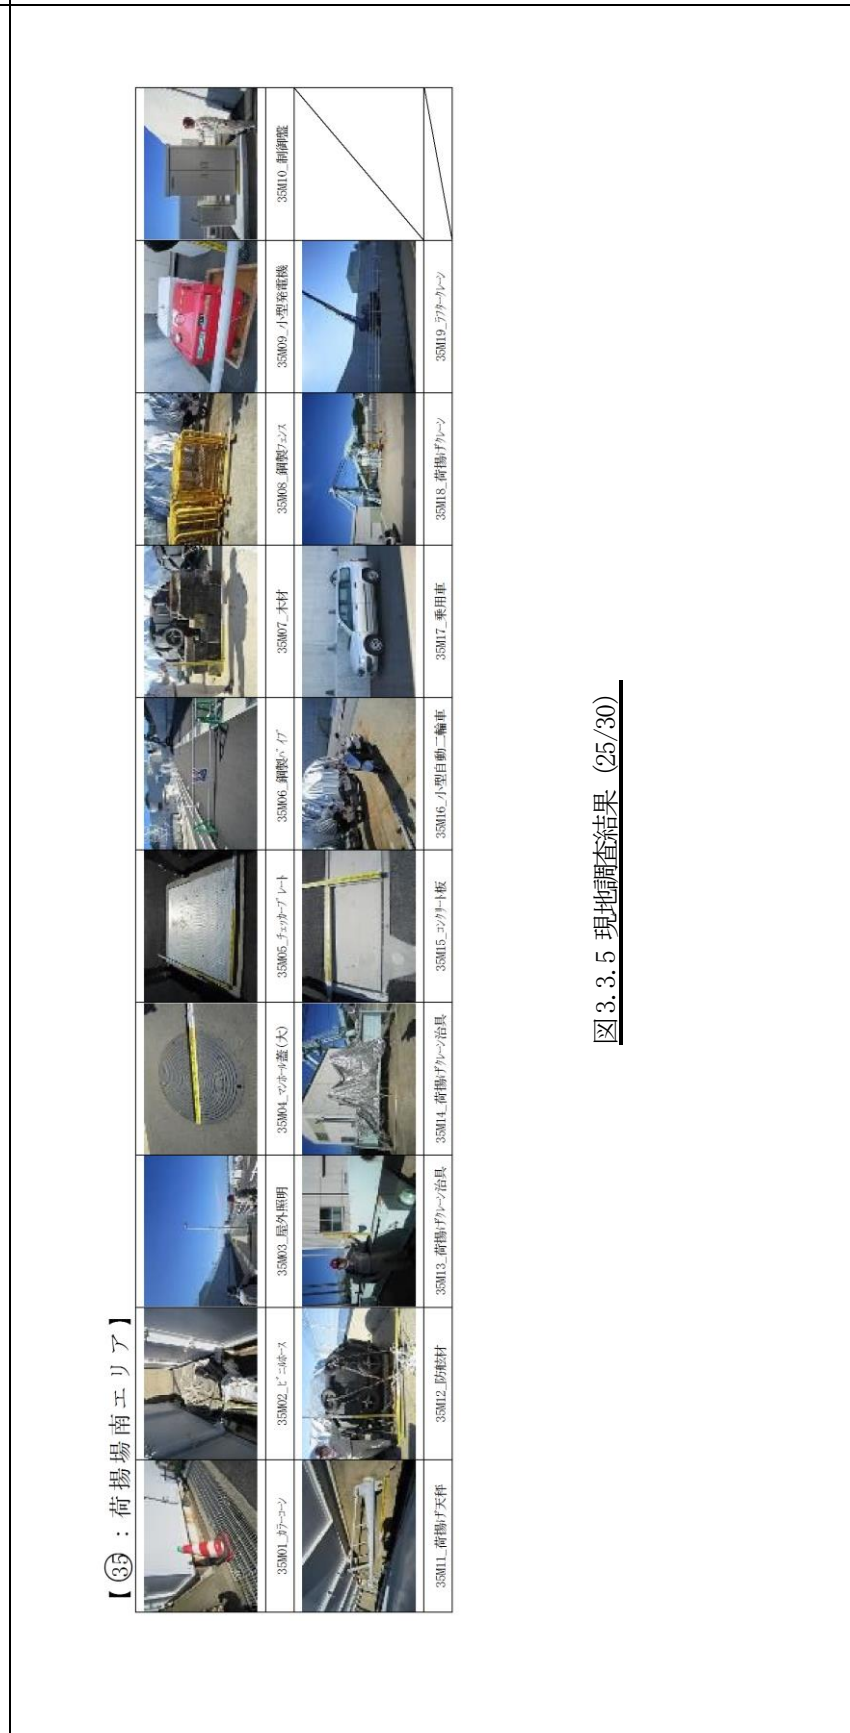 【㉟：荷揚場南エリア】
35M01_ｶﾗｰｺｰﾝ
35M02_ﾋﾞﾆﾙﾎｰｽ
35M03_屋外照明
35M04_ﾏﾝﾎｰﾙ蓋(大)
35M05_ﾁｪｯｶｰﾌﾟﾚｰﾄ
35M06_鋼製ﾊﾟｲﾌﾟ
35M07_木材
35M08_鋼製ﾌｪﾝｽ
35M09_小型発電機
35M10_制御盤
35M11_荷揚げ天秤
35M12_防舷材
35M13_荷揚げｸﾚｰﾝ治具
35M14_荷揚げｸﾚｰﾝ治具
35M15_ｺﾝｸﾘｰﾄ板
35M16_小型自動二輪車
35M17_乗用車
35M18_荷揚げｸﾚｰﾝ
35M19_ﾗﾌﾀｰｸﾚｰﾝ
図3.3.5 現地調査結果 (25/30)